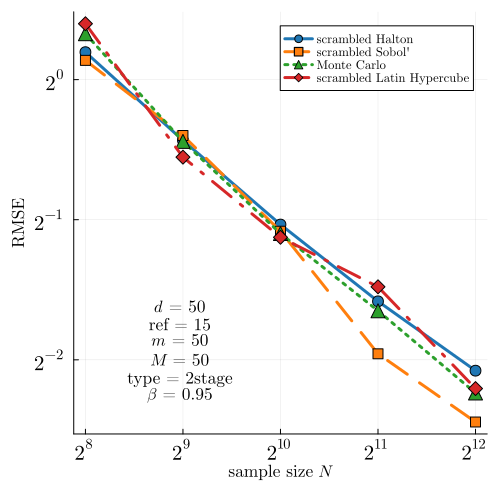 scrambled Halton
scrambled Sobol'
Monte Carlo
scrambled Latin Hypercube
2^0
2^{-1}
2^{-2}
RMSE
d = 50
ref = 15
m = 50
M = 50
type = 2stage
β = 0.95
2^8 2^9 2^{10} 2^{11} 2^{12}
sample size N